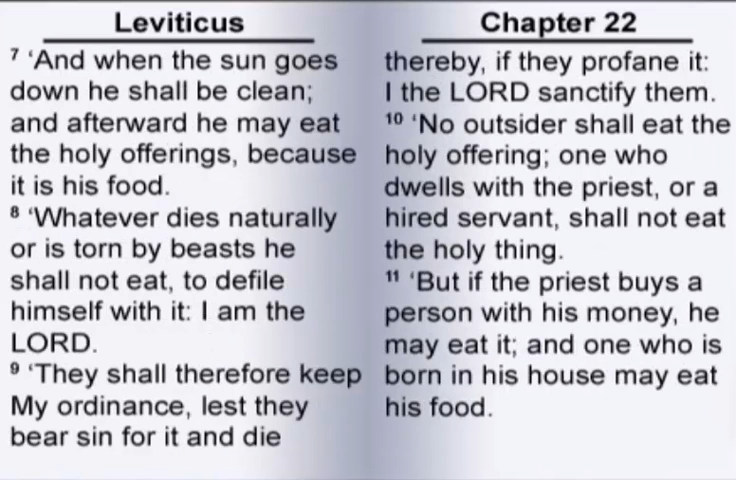 Leviticus
⁷ ‘And when the sun goes
down he shall be clean;
and afterward he may eat
the holy offerings, because
it is his food.
⁸ ‘Whatever dies naturally
or is torn by beasts he
shall not eat, to defile
himself with it: I am the
LORD.
⁹ ‘They shall therefore keep
My ordinance, lest they
bear sin for it and die
Chapter 22
thereby, if they profane it:
I the LORD sanctify them.
¹⁰ ‘No outsider shall eat the
holy offering; one who
dwells with the priest, or a
hired servant, shall not eat
the holy thing.
¹¹ ‘But if the priest buys a
person with his money, he
may eat it; and one who is
born in his house may eat
his food.